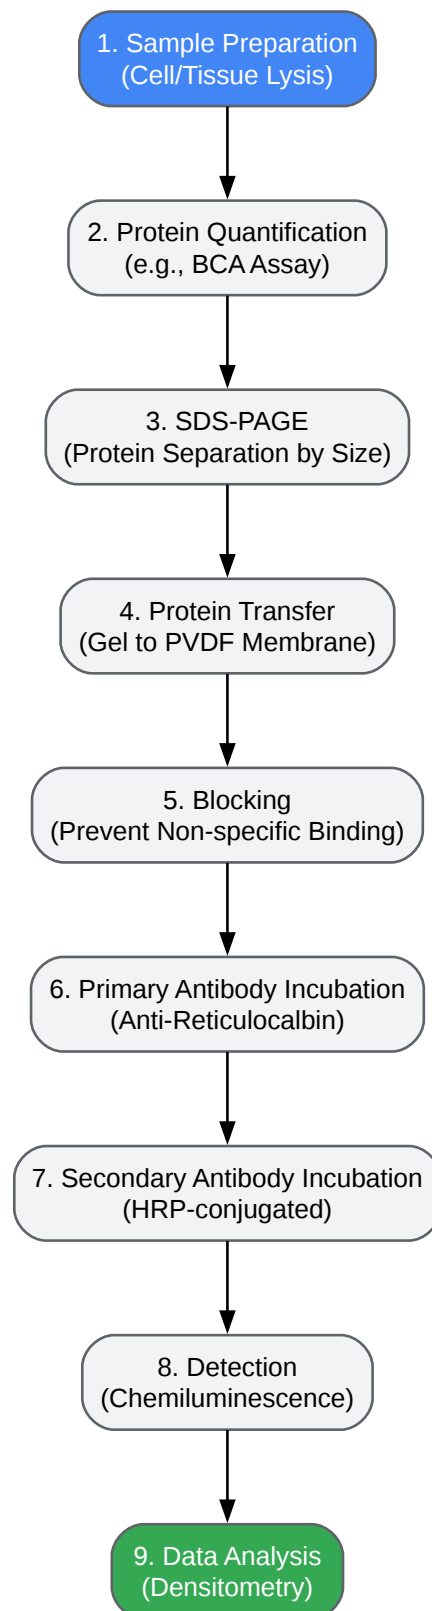 1. Sample Preparation
(Cell/Tissue Lysis)
2. Protein Quantification
(e.g., BCA Assay)
3. SDS-PAGE
(Protein Separation by Size)
4. Protein Transfer
(Gel to PVDF Membrane)
5. Blocking
(Prevent Non-specific Binding)
6. Primary Antibody Incubation
(Anti-Reticulocalbin)
7. Secondary Antibody Incubation
(HRP-conjugated)
8. Detection
(Chemiluminescence)
9. Data Analysis
(Densitometry)